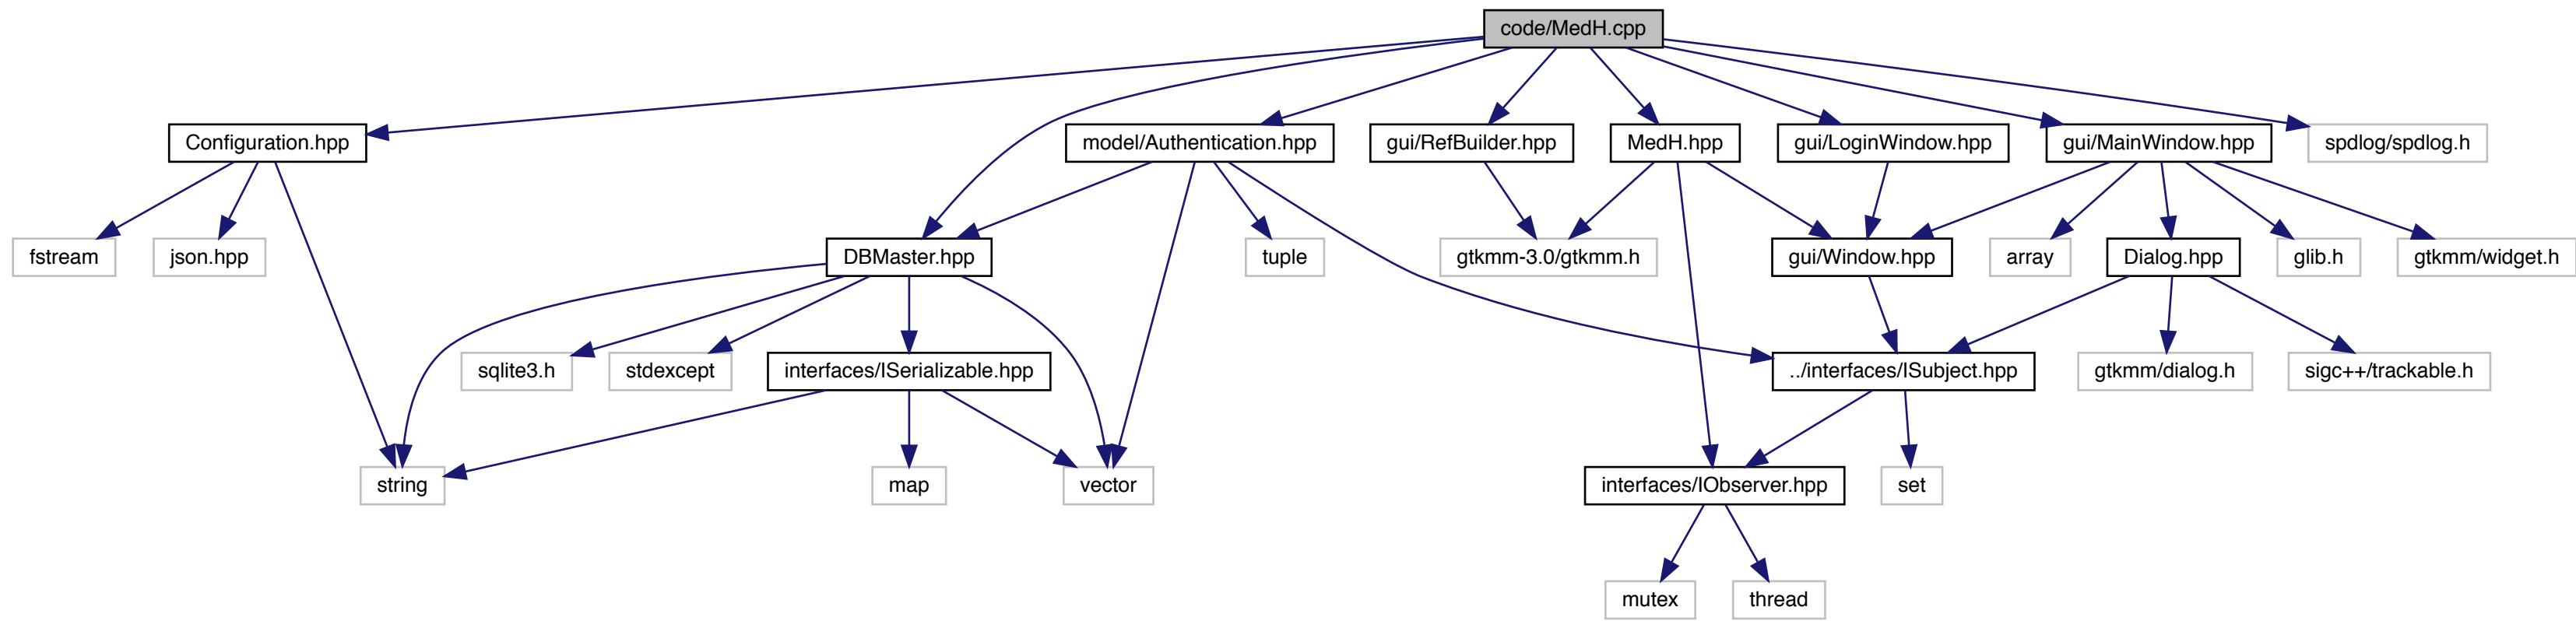 code/MedH.cpp
Configuration.hpp
model/Authentication.hpp
gui/RefBuilder.hpp
MedH.hpp
gui/LoginWindow.hpp
gui/MainWindow.hpp
spdlog/spdlog.h
fstream
json.hpp
DBMaster.hpp
tuple
gtkmm-3.0/gtkmm.h
gui/Window.hpp
array
Dialog.hpp
glib.h
gtkmm/widget.h
sqlite3.h
stdexcept
interfaces/ISerializable.hpp
../interfaces/ISubject.hpp
gtkmm/dialog.h
sigc++/trackable.h
string
map
vector
interfaces/IObserver.hpp
set
mutex
thread